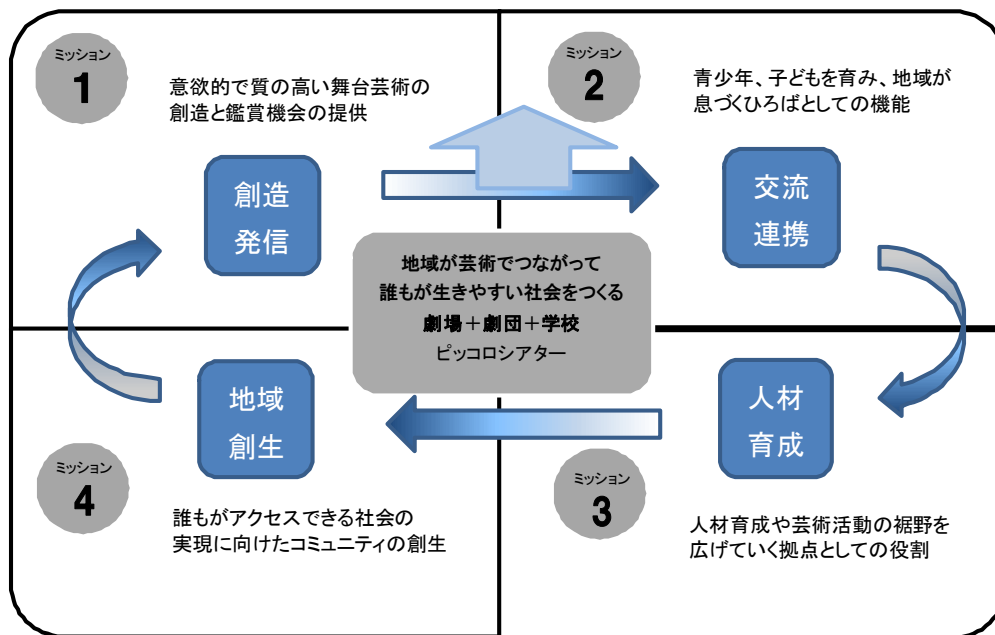 ミッション
1
意欲的で質の高い舞台芸術の
創造と鑑賞機会の提供
創造
発信
ミッション
2
青少年、子どもを育み、地域が
息づくひろばとしての機能
交流
連携
地域が芸術でつながって
誰もが生きやすい社会をつくる
劇場＋劇団＋学校
ピッコロシアター
人材
育成
ミッション
3
人材育成や芸術活動の裾野を
広げていく拠点としての役割
地域
創生
ミッション
4
誰もがアクセスできる社会の
実現に向けたコミュニティの創生